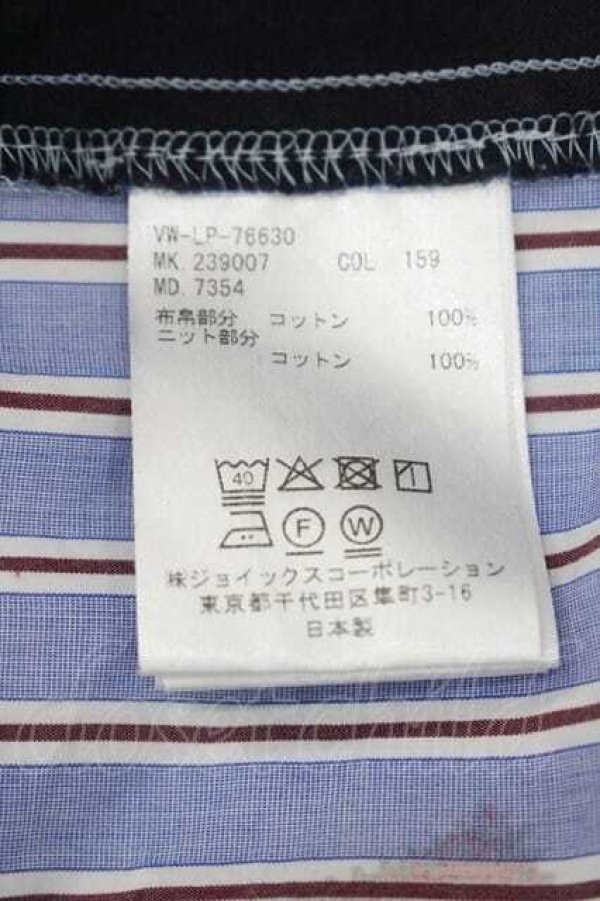 VW-LP-76630
MK. 239007 COL. 159
MD. 7354
布帛部分 コットン 100%
ニット部分
コットン 100%
40
F W
㈱ジョイックスコーポレーション
東京都千代田区隼町3-16
日本製